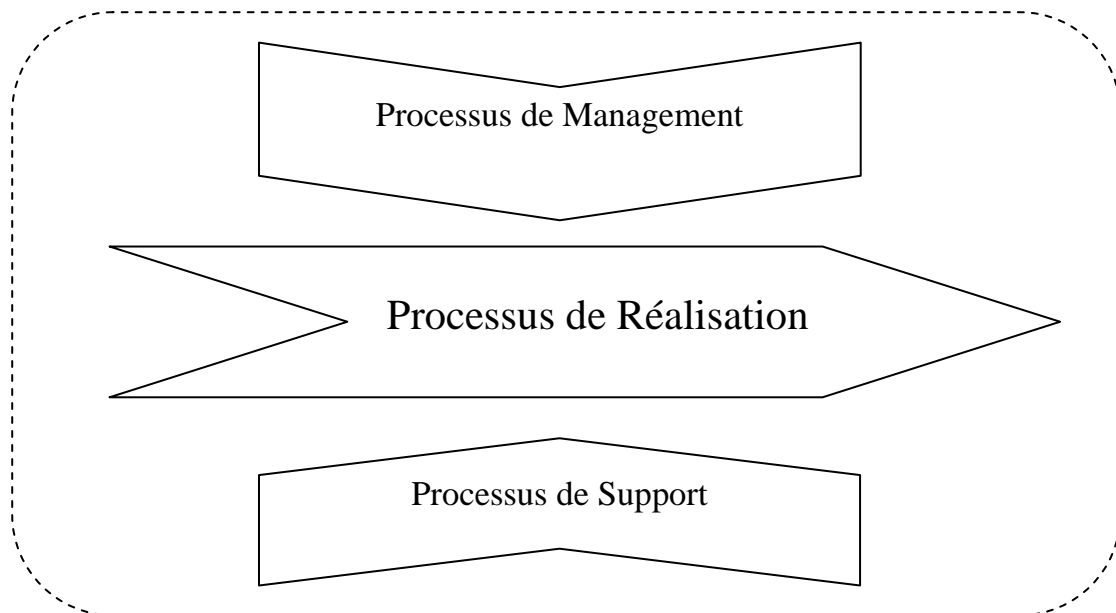 Processus de Management
Processus de Réalisation
Processus de Support